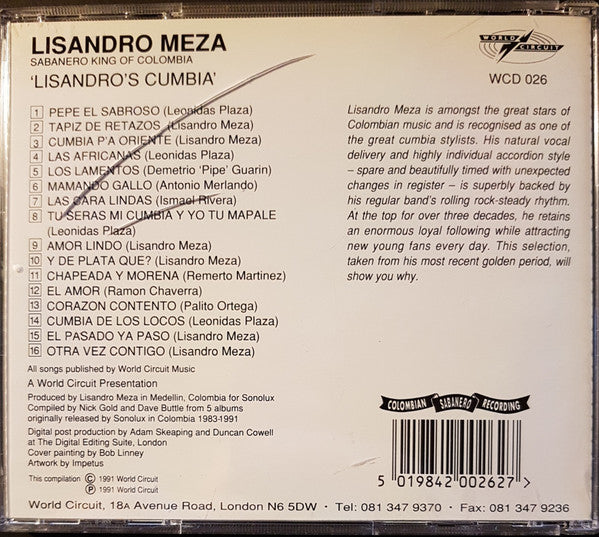 LISANDRO MEZA
SABANERO KING OF COLOMBIA
'LISANDRO'S CUMBIA'
WORLD CIRCUIT
WCD 026
1 PEPE EL SABROSO (Leonidas Plaza)
2 TAPIZ DE RETAZOS (Lisandro Meza)
3 CUMBIA P'A ORIENTE (Lisandro Meza)
4 LAS AFRICANAS (Leonidas Plaza)
5 LOS LAMENTOS (Demetrio 'Pipe' Guarin)
6 MAMANDO GALLO (Antonio Merlando)
7 LAS CARA LINDAS (Ismael Rivera)
8 TU SERAS MI CUMBIA Y YO TU MAPALE
(Leonidas Plaza)
9 AMOR LINDO (Lisandro Meza)
10 Y DE PLATA QUE? (Lisandro Meza)
11 CHAPEADA Y MORENA (Remerto Martinez)
12 EL AMOR (Ramon Chaverra)
13 CORAZON CONTENTO (Palito Ortega)
14 CUMBIA DE LOS LOCOS (Leonidas Plaza)
15 EL PASADO YA PASO (Lisandro Meza)
16 OTRA VEZ CONTIGO (Lisandro Meza)
Lisandro Meza is amongst the great stars of
Colombian music and is recognised as one of
the great cumbia stylists. His natural vocal
delivery and highly individual accordion style
– spare and beautifully timed with unexpected
changes in register – is superbly backed by
his regular band's rolling rock-steady rhythm.
At the top for over three decades, he retains
an enormous loyal following while attracting
new young fans every day. This selection,
taken from his most recent golden period, will
show you why.
All songs published by World Circuit Music
A World Circuit Presentation
Produced by Lisandro Meza in Medellin, Colombia for Sonolux
Compiled by Nick Gold and Dave Buttle from 5 albums
originally released by Sonolux in Colombia 1983-1991
Digital post production by Adam Skeaping and Duncan Cowell
at The Digital Editing Suite, London
Cover painting by Bob Linney
Artwork by Impetus
This compilation © 1991 World Circuit
℗ 1991 World Circuit
COLOMBIAN SABANERO RECORDING
5 019842 002627 >
World Circuit, 18A Avenue Road, London N6 5DW • Tel: 081 347 9370 • Fax: 081 347 9236